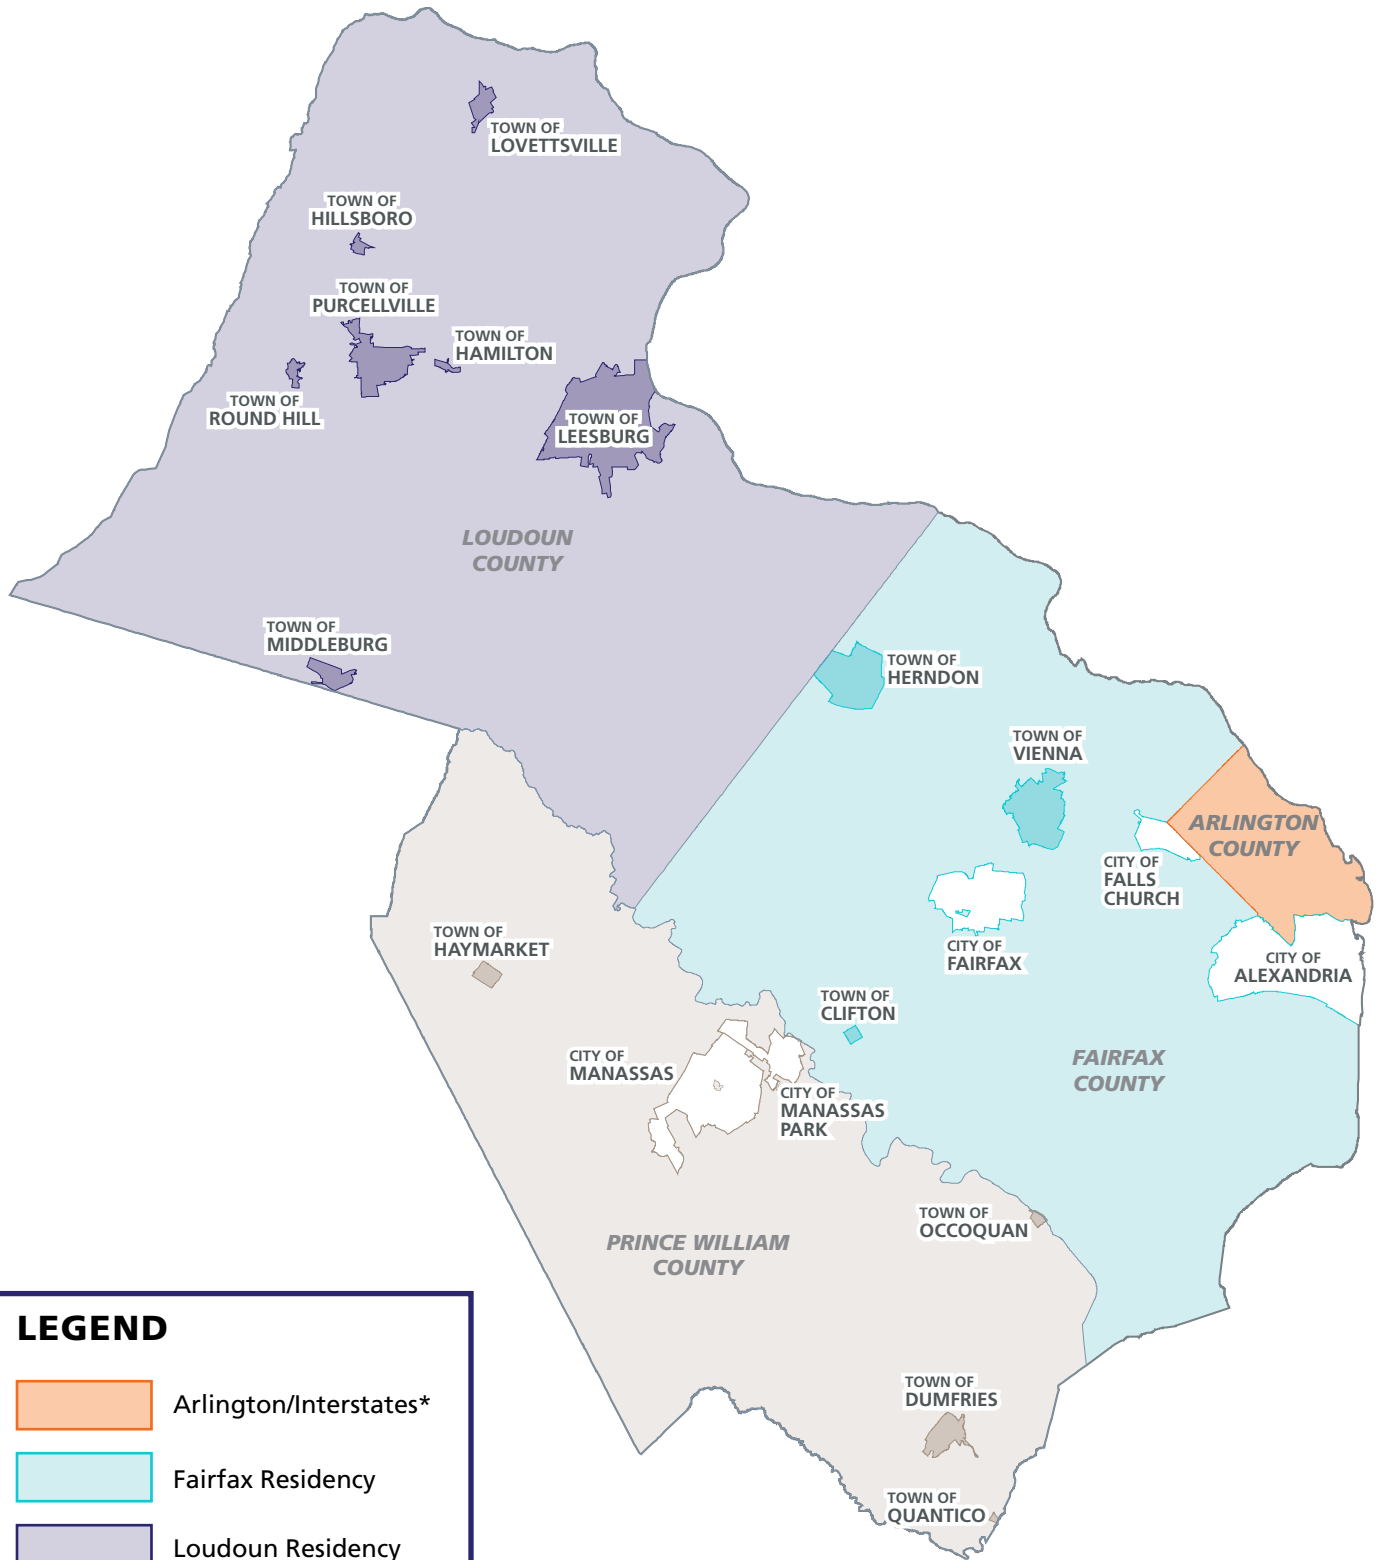 TOWN OF
LOVETTSVILLE
TOWN OF
HILLSBORO
TOWN OF
PURCELLVILLE
TOWN OF
HAMILTON
TOWN OF
ROUND HILL
TOWN OF
LEESBURG
LOUDOUN
COUNTY
TOWN OF
MIDDLEBURG
TOWN OF
HERNDON
TOWN OF
VIENNA
ARLINGTON
COUNTY
CITY OF
FALLS
CHURCH
CITY OF
FAIRFAX
CITY OF
ALEXANDRIA
TOWN OF
HAYMARKET
TOWN OF
CLIFTON
CITY OF
MANASSAS
CITY OF
MANASSAS
PARK
FAIRFAX
COUNTY
TOWN OF
OCCOQUAN
PRINCE WILLIAM
COUNTY
TOWN OF
DUMFRIES
TOWN OF
QUANTICO
LEGEND
Arlington/Interstates*
Fairfax Residency
Loudoun Residency